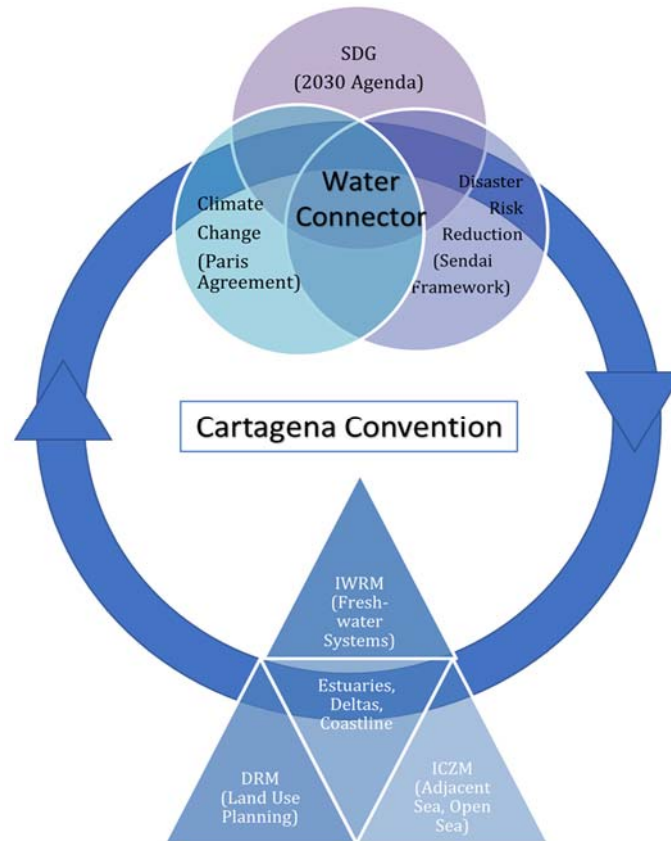 SDG
(2030 Agenda)
Water
Connector
Climate
Change
(Paris
Agreement)
Disaster
Risk
Reduction
(Sendai
Framework)
Cartagena Convention
IWRM
(Fresh-
water
Systems)
Estuaries,
Deltas,
Coastline
DRM
(Land Use
Planning)
ICZM
(Adjacent
Sea, Open
Sea)